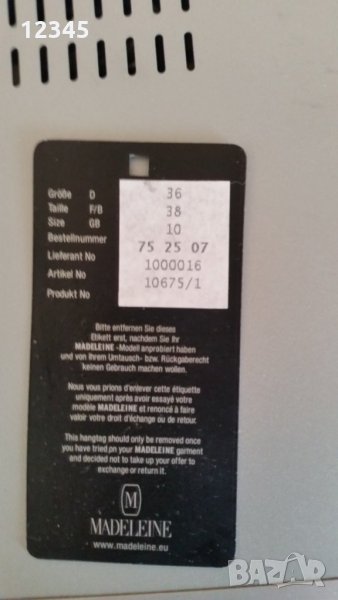 12345
Größe D 36
Taille F/B 38
Size GB 10
Bestellnummer 75 25 07
Lieferant No 1000016
Artikel No 10675/1
Produkt No
Bitte entfernen Sie dieses
Etikett erst, nachdem Sie Ihr
MADELEINE -Modell anprobiert haben
und von Ihrem Umtausch- bzw. Rückgaberecht
keinen Gebrauch machen wollen.
Nous vous prions d'enlever cette étiquette
uniquement après avoir essayé votre
modèle MADELEINE et renoncé à faire
valoir votre droit d'échange ou de retour.
This hangtag should only be removed once
you have tried on your MADELEINE garment
and decided not to take up your offer to
exchange or return it.
M
MADELEINE
www.madeleine.eu
BAZAR